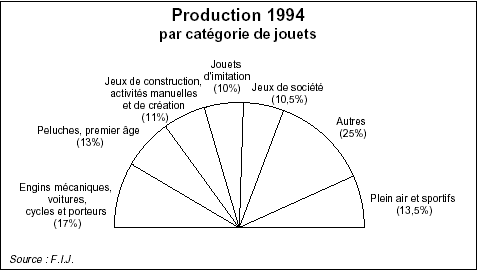 Production 1994
par catégorie de jouets
Jouets
d'imitation
(10%)
Jeux de construction,
activités manuelles
et de création
(11%)
Jeux de société
(10,5%)
Peluches, premier âge
(13%)
Autres
(25%)
Engins mécaniques,
voitures,
cycles et porteurs
(17%)
Plein air et sportifs
(13,5%)
Source : F.I.J.